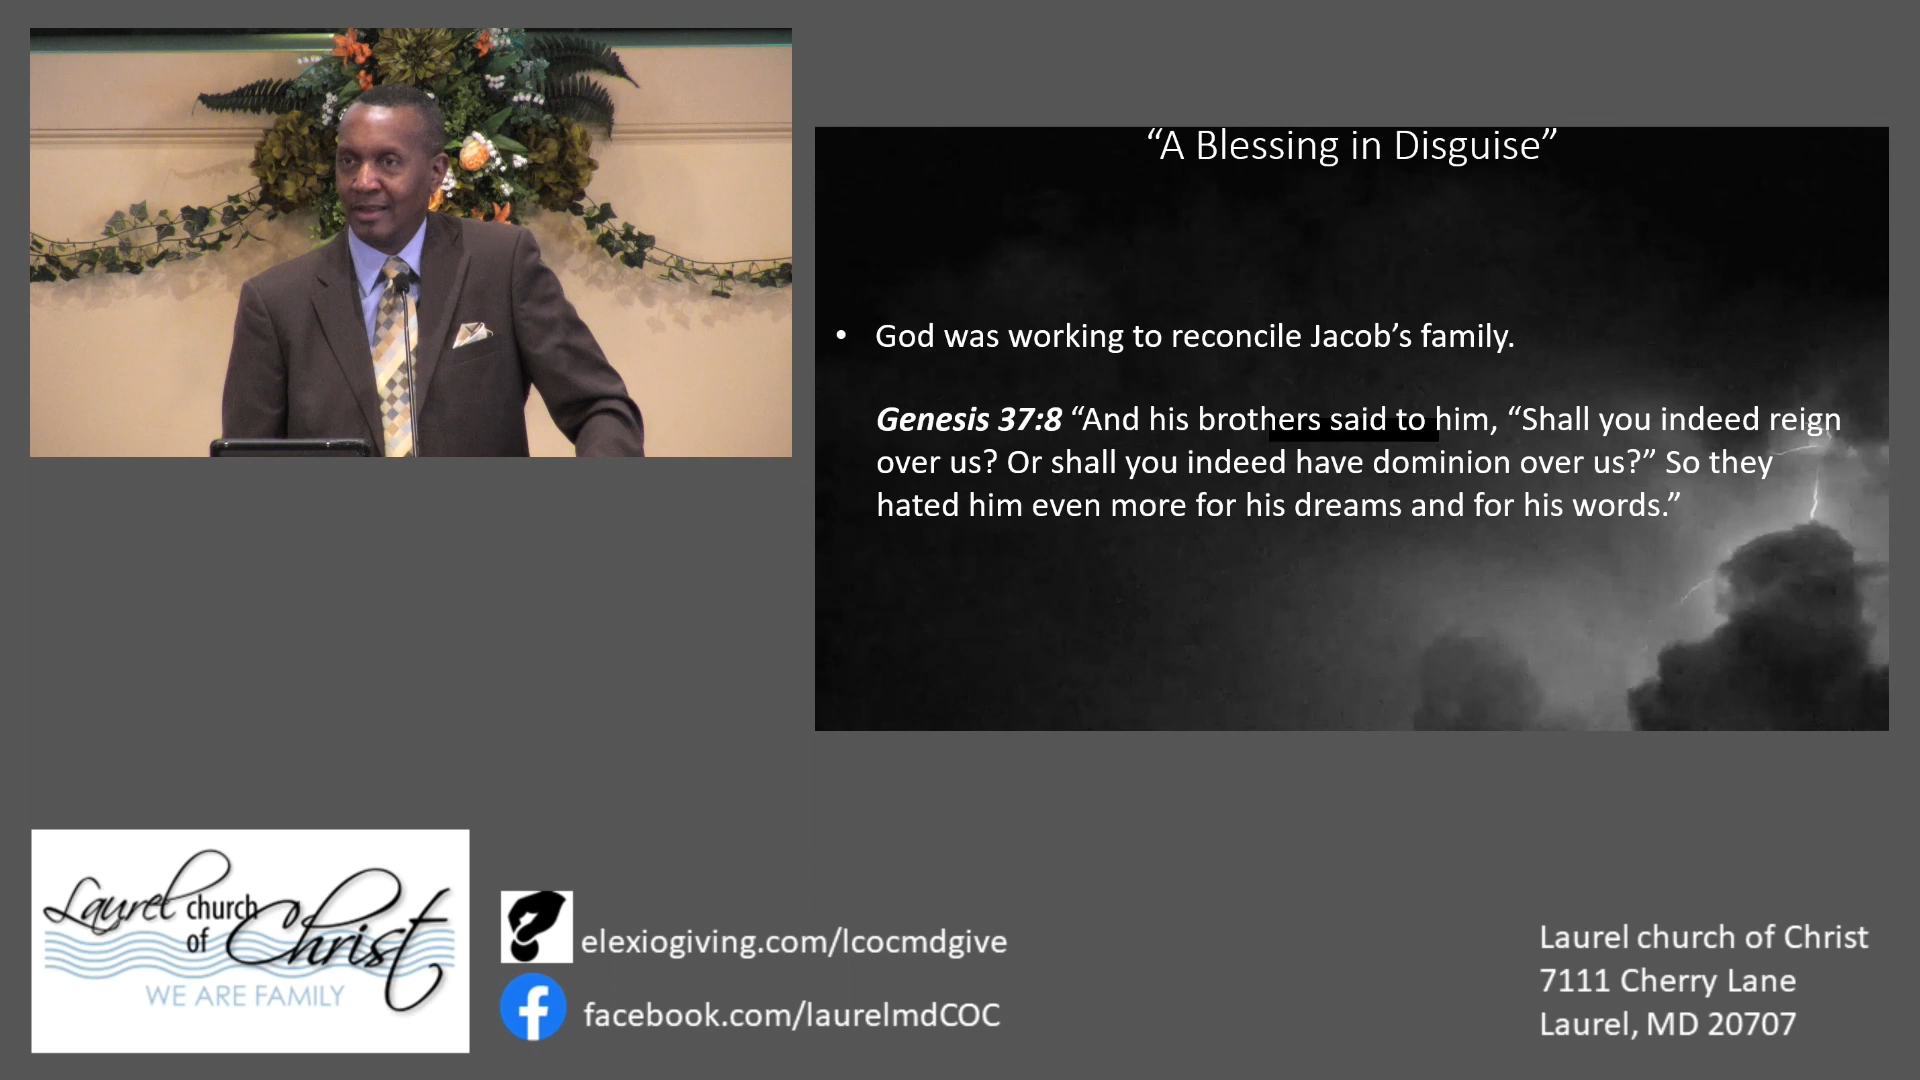 “A Blessing in Disguise”
• God was working to reconcile Jacob’s family.
Genesis 37:8 “And his brothers said to him, “Shall you indeed reign
over us? Or shall you indeed have dominion over us?” So they
hated him even more for his dreams and for his words.”
Laurel church
of Christ
WE ARE FAMILY
elexiogiving.com/lcocmdgive
facebook.com/laurelmdCOC
Laurel church of Christ
7111 Cherry Lane
Laurel, MD 20707